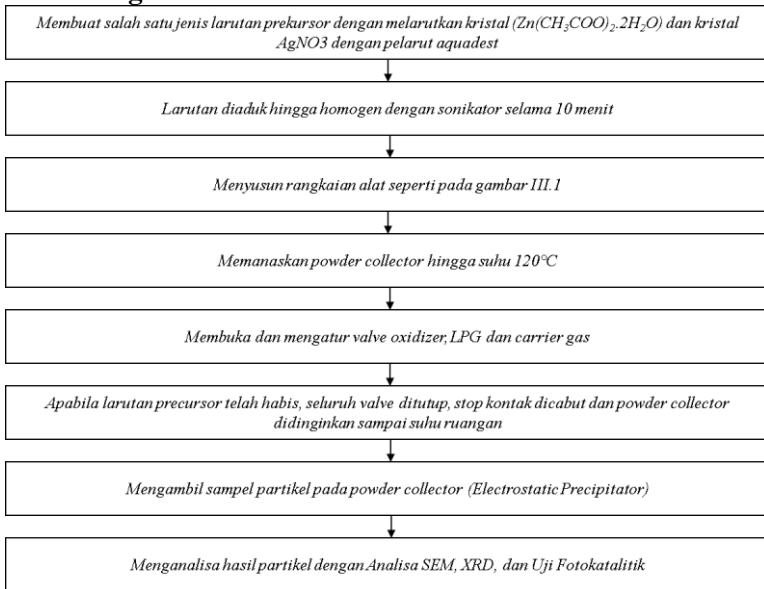 Membuat salah satu jenis larutan prekursor dengan melarutkan kristal (Zn(CH₃COO)₂.2H₂O) dan kristal
AgNO3 dengan pelarut aquadest
Larutan diaduk hingga homogen dengan sonikator selama 10 menit
Menyusun rangkaian alat seperti pada gambar III.1
Memanaskan powder collector hingga suhu 120°C
Membuka dan mengatur valve oxidizer, LPG dan carrier gas
Apabila larutan precursor telah habis, seluruh valve ditutup, stop kontak dicabut dan powder collector
didinginkan sampai suhu ruangan
Mengambil sampel partikel pada powder collector (Electrostatic Precipitator)
Menganalisa hasil partikel dengan Analisa SEM, XRD, dan Uji Fotokatalitik